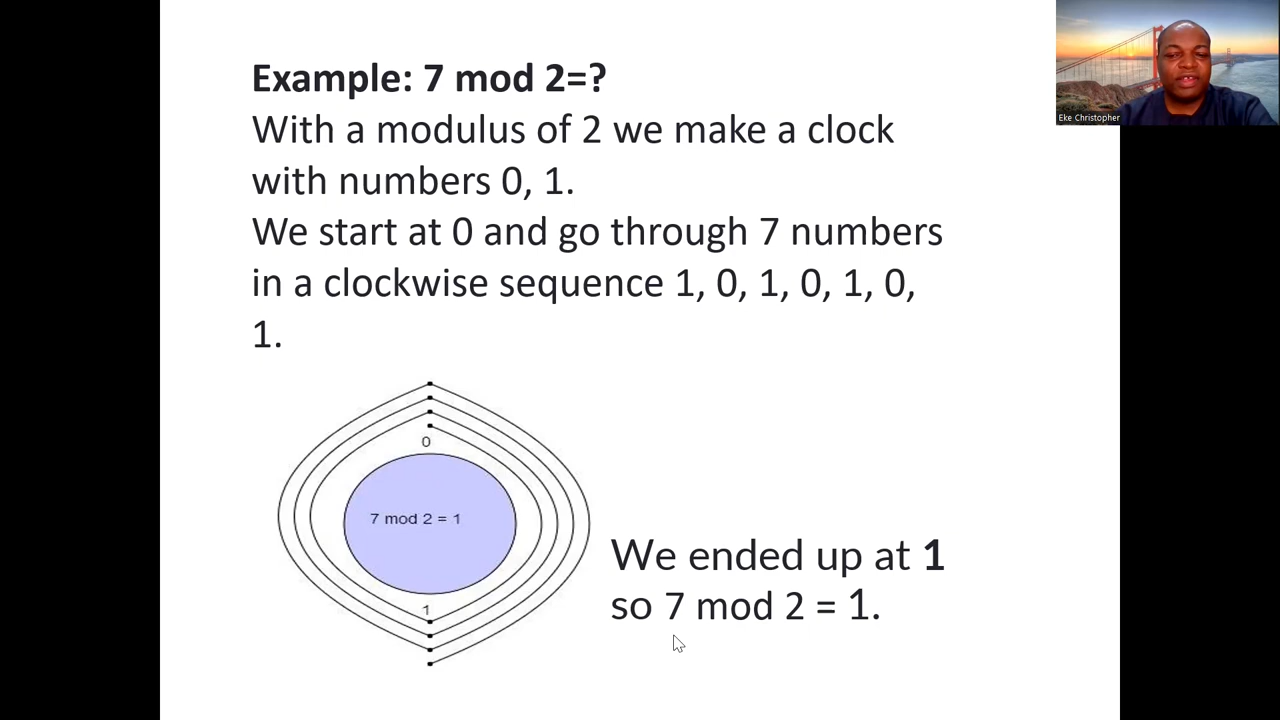 Example: 7 mod 2=?
With a modulus of 2 we make a clock
with numbers 0, 1.
We start at 0 and go through 7 numbers
in a clockwise sequence 1, 0, 1, 0, 1, 0,
1.
0
7 mod 2 = 1
1
We ended up at 1
so 7 mod 2 = 1.
Eke Christopher